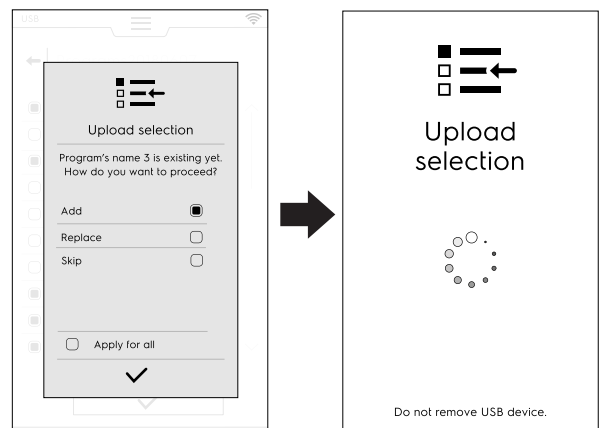 USB
Upload selection
Program's name 3 is existing yet.
How do you want to proceed?
Add
Replace
Skip
Apply for all
Upload
selection
Do not remove USB device.